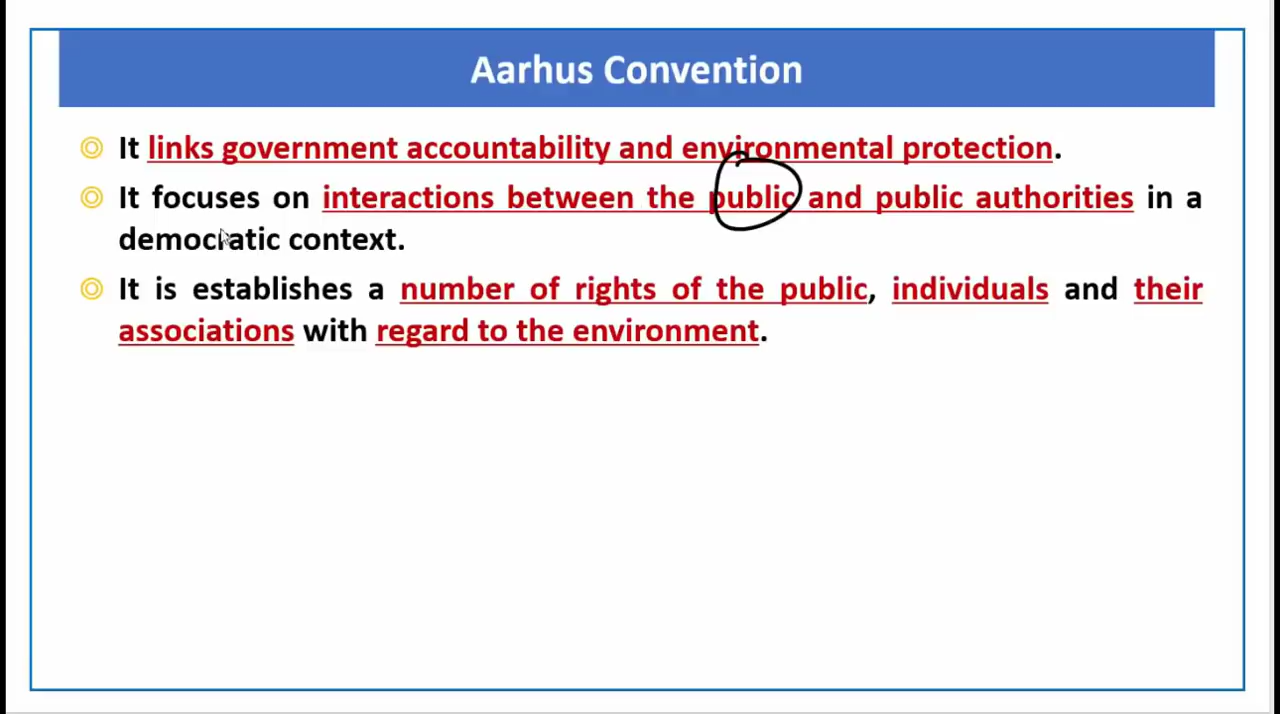 Aarhus Convention
It links government accountability and environmental protection.
It focuses on interactions between the public and public authorities in a
democratic context.
It is establishes a number of rights of the public, individuals and their
associations with regard to the environment.